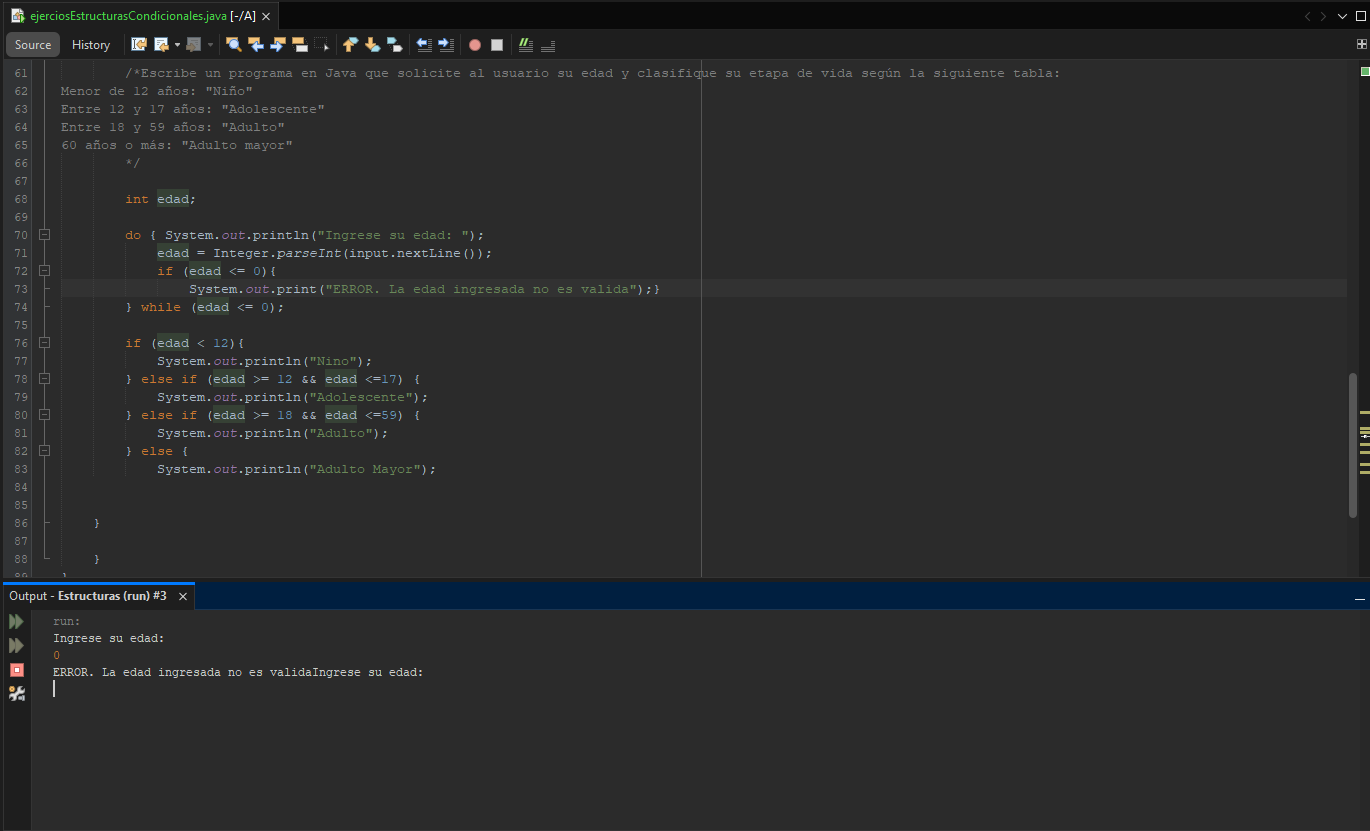 ejerciosEstructurasCondicionales.java [-/A]
Source History
61 /*Escribe un programa en Java que solicite al usuario su edad y clasifique su etapa de vida según la siguiente tabla:
62 Menor de 12 años: "Niño"
63 Entre 12 y 17 años: "Adolescente"
64 Entre 18 y 59 años: "Adulto"
65 60 años o más: "Adulto mayor"
66 */
67
68 int edad;
69
70 do { System.out.println("Ingrese su edad: ");
71 edad = Integer.parseInt(input.nextLine());
72 if (edad <= 0){
73 System.out.print("ERROR. La edad ingresada no es valida");}
74 } while (edad <= 0);
75
76 if (edad < 12){
77 System.out.println("Nino");
78 } else if (edad >= 12 && edad <=17) {
79 System.out.println("Adolescente");
80 } else if (edad >= 18 && edad <=59) {
81 System.out.println("Adulto");
82 } else {
83 System.out.println("Adulto Mayor");
84
85
86 }
87
88 }
89 }
Output - Estructuras (run) #3
run:
Ingrese su edad:
0
ERROR. La edad ingresada no es validaIngrese su edad: